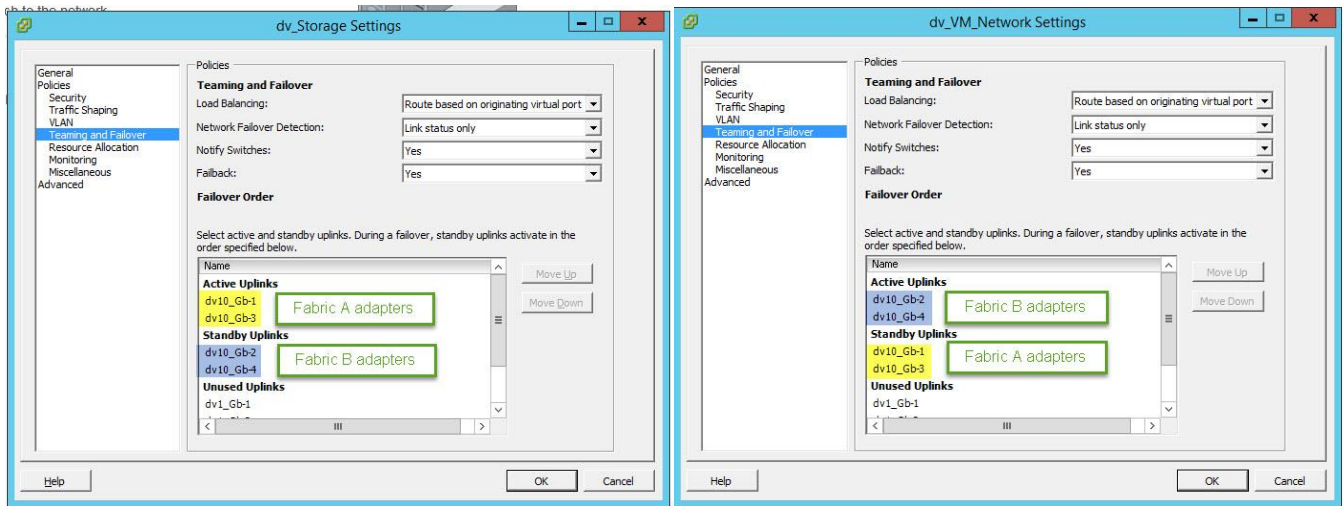 dv_Storage Settings
General
Policies
Security
Traffic Shaping
VLAN
Teaming and Failover
Resource Allocation
Monitoring
Miscellaneous
Advanced
Policies
Teaming and Failover
Load Balancing:
Route based on originating virtual port
Network Failover Detection:
Link status only
Notify Switches:
Yes
Failback:
Yes
Failover Order
Select active and standby uplinks. During a failover, standby uplinks activate in the
order specified below.
Name
Active Uplinks
dv10_Gb-1
dv10_Gb-3
Fabric A adapters
Standby Uplinks
dv10_Gb-2
dv10_Gb-4
Fabric B adapters
Unused Uplinks
dv1_Gb-1
Move Up
Move Down
Help
OK
Cancel
dv_VM_Network Settings
General
Policies
Security
Traffic Shaping
VLAN
Teaming and Failover
Resource Allocation
Monitoring
Miscellaneous
Advanced
Policies
Teaming and Failover
Load Balancing:
Route based on originating virtual port
Network Failover Detection:
Link status only
Notify Switches:
Yes
Failback:
Yes
Failover Order
Select active and standby uplinks. During a failover, standby uplinks activate in the
order specified below.
Name
Active Uplinks
dv10_Gb-2
dv10_Gb-4
Fabric B adapters
Standby Uplinks
dv10_Gb-1
dv10_Gb-3
Fabric A adapters
Unused Uplinks
dv1_Gb-1
Move Up
Move Down
Help
OK
Cancel